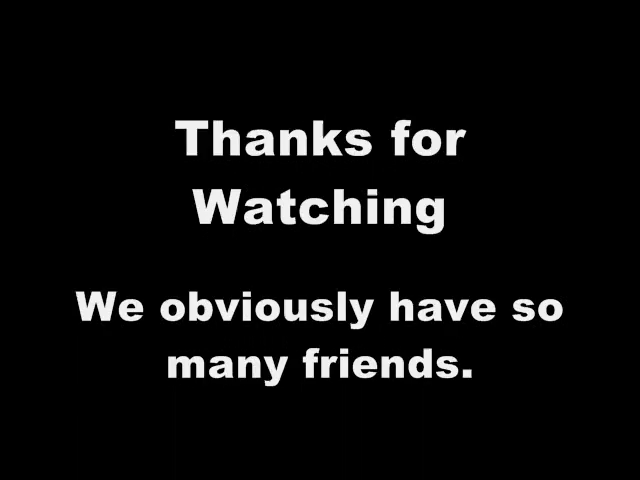 Thanks for
Watching
We obviously have so
many friends.